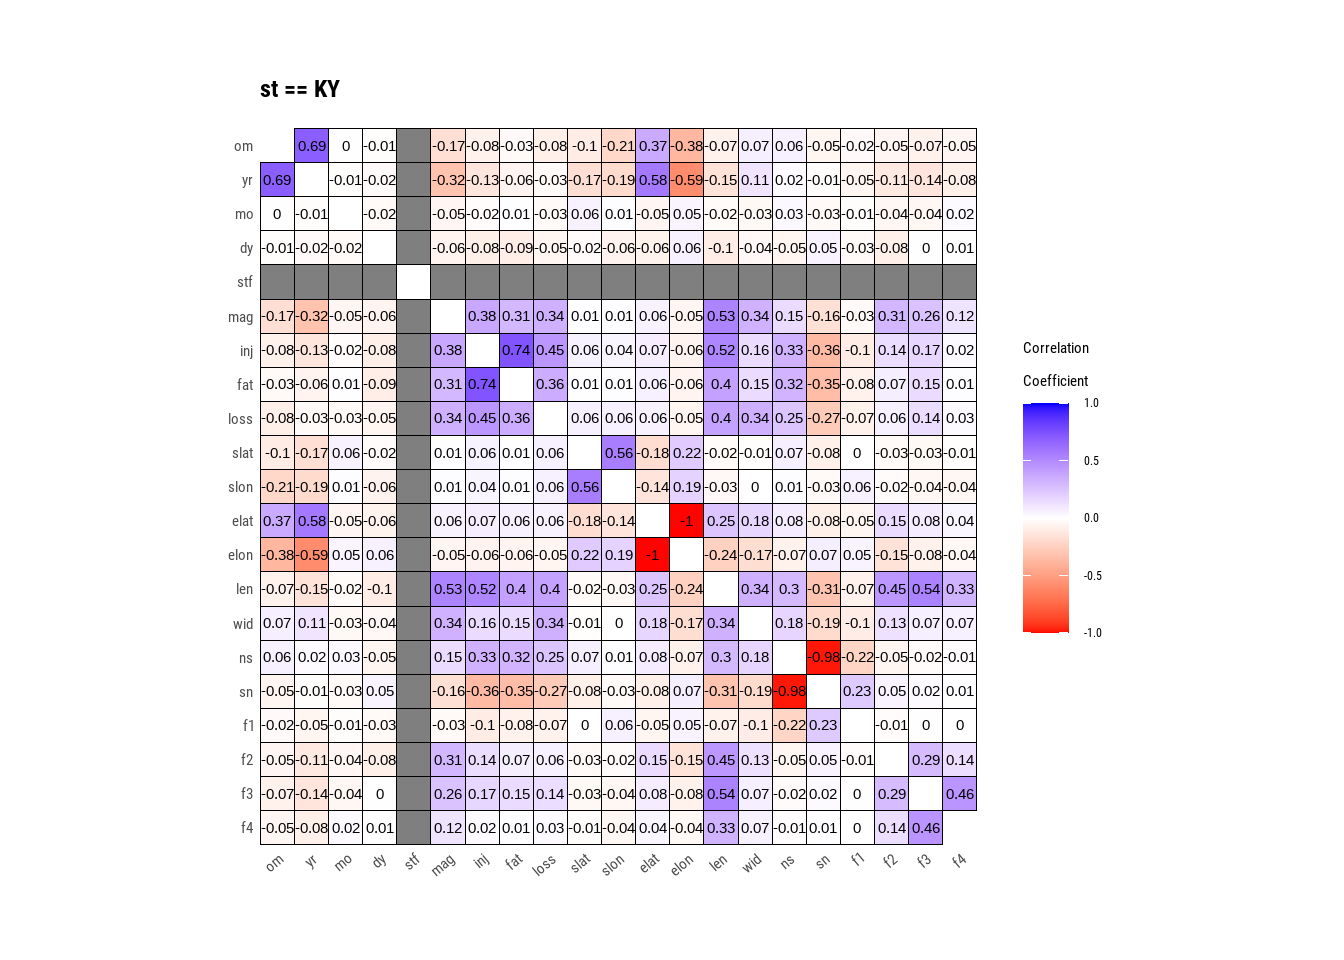 st == KY
om 0.69 0 -0.01 -0.17 -0.08 -0.03 -0.08 -0.1 -0.21 0.37 -0.38 -0.07 0.07 0.06 -0.05 -0.02 -0.05 -0.07 -0.05
yr 0.69 -0.01 -0.02 -0.32 -0.13 -0.06 -0.03 -0.17 -0.19 0.58 -0.59 -0.15 0.11 0.02 -0.01 -0.05 -0.11 -0.14 -0.08
mo 0 -0.01 -0.02 -0.05 -0.02 0.01 -0.03 0.06 0.01 -0.05 0.05 -0.02 -0.03 0.03 -0.03 -0.01 -0.04 -0.04 0.02
dy -0.01 -0.02 -0.02 -0.06 -0.08 -0.09 -0.05 -0.02 -0.06 -0.06 0.06 -0.1 -0.04 -0.05 0.05 -0.03 -0.08 0 0.01
stf
mag -0.17 -0.32 -0.05 -0.06 0.38 0.31 0.34 0.01 0.01 0.06 -0.05 0.53 0.34 0.15 -0.16 -0.03 0.31 0.26 0.12
inj -0.08 -0.13 -0.02 -0.08 0.38 0.74 0.45 0.06 0.04 0.07 -0.06 0.52 0.16 0.33 -0.36 -0.1 0.14 0.17 0.02
fat -0.03 -0.06 0.01 -0.09 0.31 0.74 0.36 0.01 0.01 0.06 -0.06 0.4 0.15 0.32 -0.35 -0.08 0.07 0.15 0.01
loss -0.08 -0.03 -0.03 -0.05 0.34 0.45 0.36 0.06 0.06 0.06 -0.05 0.4 0.34 0.25 -0.27 -0.07 0.06 0.14 0.03
slat -0.1 -0.17 0.06 -0.02 0.01 0.06 0.01 0.06 0.56 -0.18 0.22 -0.02 -0.01 0.07 -0.08 0 -0.03 -0.03 -0.01
slon -0.21 -0.19 0.01 -0.06 0.01 0.04 0.01 0.06 0.56 -0.14 0.19 -0.03 0 0.01 -0.03 0.06 -0.02 -0.04 -0.04
elat 0.37 0.58 -0.05 -0.06 0.06 0.07 0.06 0.06 -0.18 -0.14 -1 0.25 0.18 0.08 -0.08 -0.05 0.15 0.08 0.04
elon -0.38 -0.59 0.05 0.06 -0.05 -0.06 -0.06 -0.05 0.22 0.19 -1 -0.24 -0.17 -0.07 0.07 0.05 -0.15 -0.08 -0.04
len -0.07 -0.15 -0.02 -0.1 0.53 0.52 0.4 0.4 -0.02 -0.03 0.25 -0.24 0.34 0.3 -0.31 -0.07 0.45 0.54 0.33
wid 0.07 0.11 -0.03 -0.04 0.34 0.16 0.15 0.34 -0.01 0 0.18 -0.17 0.34 0.18 -0.19 -0.1 0.13 0.07 0.07
ns 0.06 0.02 0.03 -0.05 0.15 0.33 0.32 0.25 0.07 0.01 0.08 -0.07 0.3 0.18 -0.98 -0.22 -0.05 -0.02 -0.01
sn -0.05 -0.01 -0.03 0.05 -0.16 -0.36 -0.35 -0.27 -0.08 -0.03 -0.08 0.07 -0.31 -0.19 -0.98 0.23 0.05 0.02 0.01
f1 -0.02 -0.05 -0.01 -0.03 -0.03 -0.1 -0.08 -0.07 0 0.06 -0.05 0.05 -0.07 -0.1 -0.22 0.23 -0.01 0 0
f2 -0.05 -0.11 -0.04 -0.08 0.31 0.14 0.07 0.06 -0.03 -0.02 0.15 -0.15 0.45 0.13 -0.05 0.05 -0.01 0.29 0.14
f3 -0.07 -0.14 -0.04 0 0.26 0.17 0.15 0.14 -0.03 -0.04 0.08 -0.08 0.54 0.07 -0.02 0.02 0 0.29 0.46
f4 -0.05 -0.08 0.02 0.01 0.12 0.02 0.01 0.03 -0.01 -0.04 0.04 -0.04 0.33 0.07 -0.01 0.01 0 0.14 0.46
om yr mo dy stf mag inj fat loss slat slon elat elon len wid ns sn f1 f2 f3 f4
Correlation
Coefficient
1.0
0.5
0.0
-0.5
-1.0